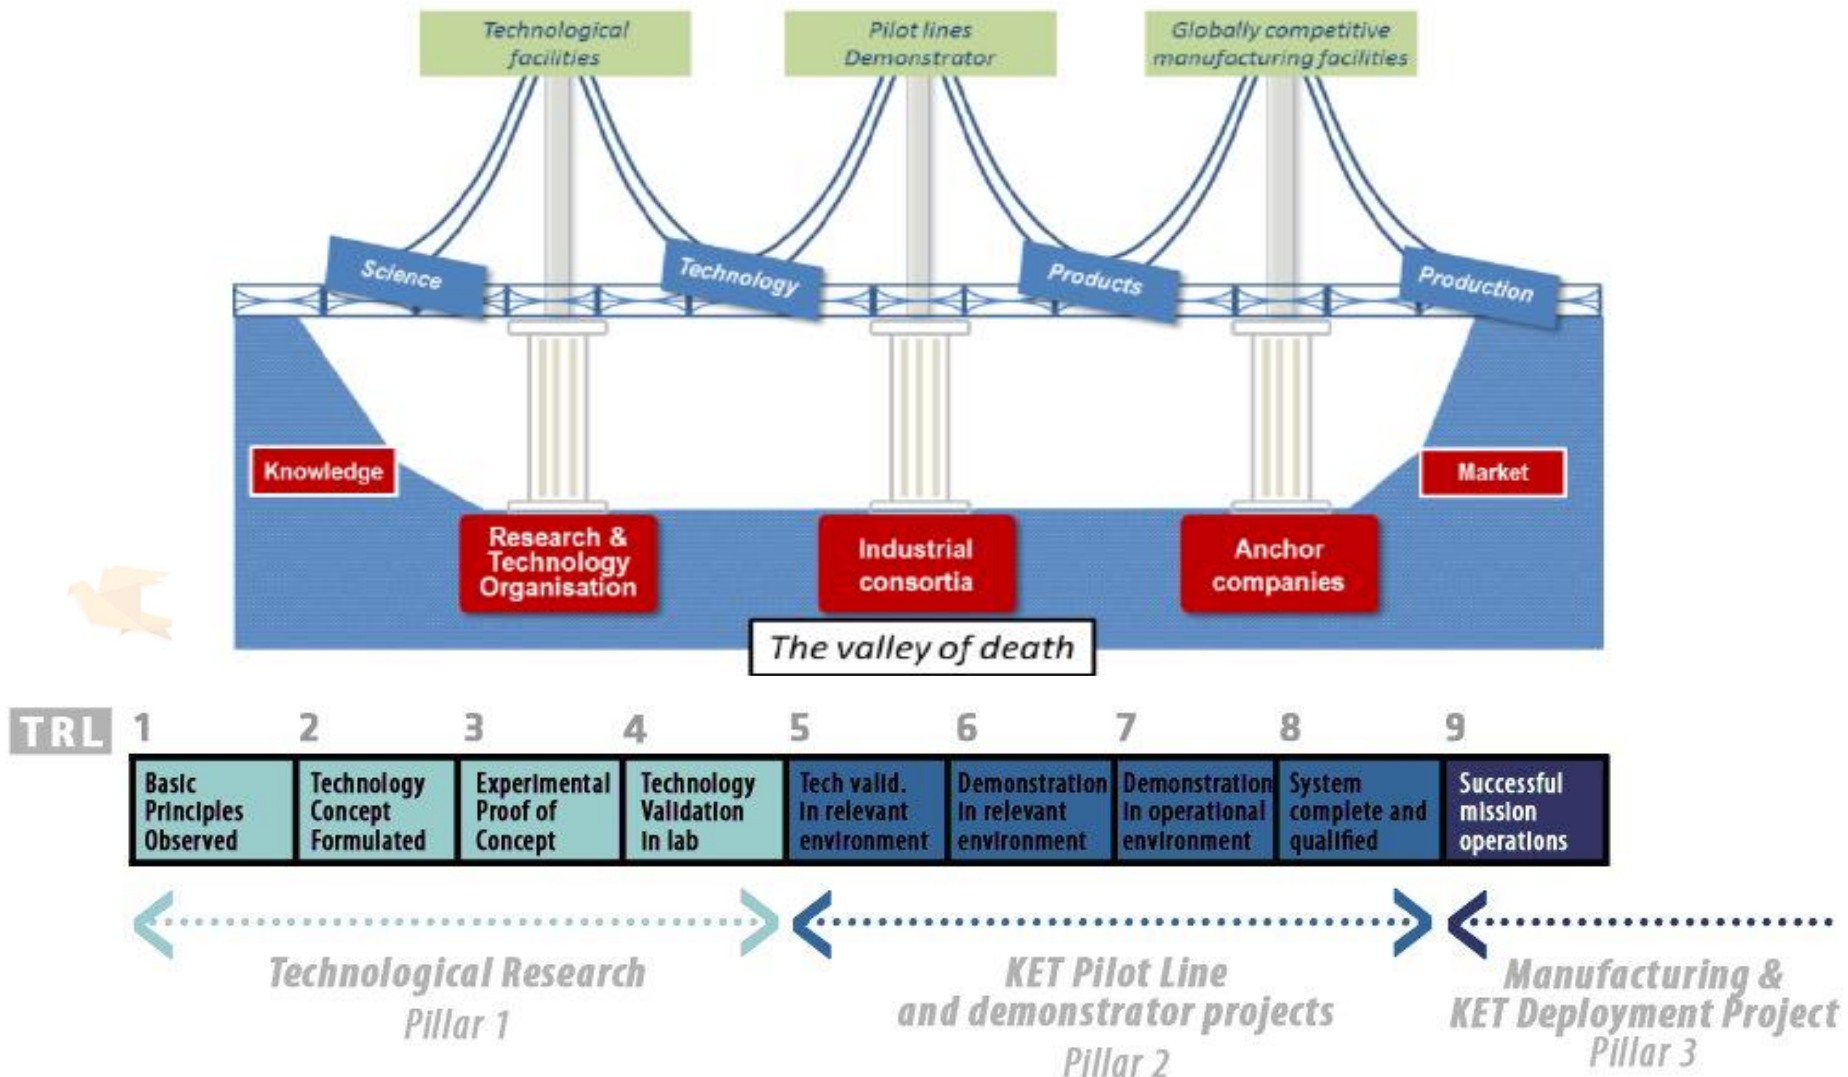 Technological
facilities
Pilot lines
Demonstrator
Globally competitive
manufacturing facilities
Science
Technology
Products
Production
Knowledge
Market
Research &
Technology
Organisation
Industrial
consortia
Anchor
companies
The valley of death
TRL 1 2 3 4 5 6 7 8 9
Basic
Principles
Observed
Technology
Concept
Formulated
Experimental
Proof of
Concept
Technology
Validation
in lab
Tech valid.
in relevant
environment
Demonstration
in relevant
environment
Demonstration
in operational
environment
System
complete and
qualified
Successful
mission
operations
Technological Research
Pillar 1
KET Pilot Line
and demonstrator projects
Pillar 2
Manufacturing &
KET Deployment Project
Pillar 3